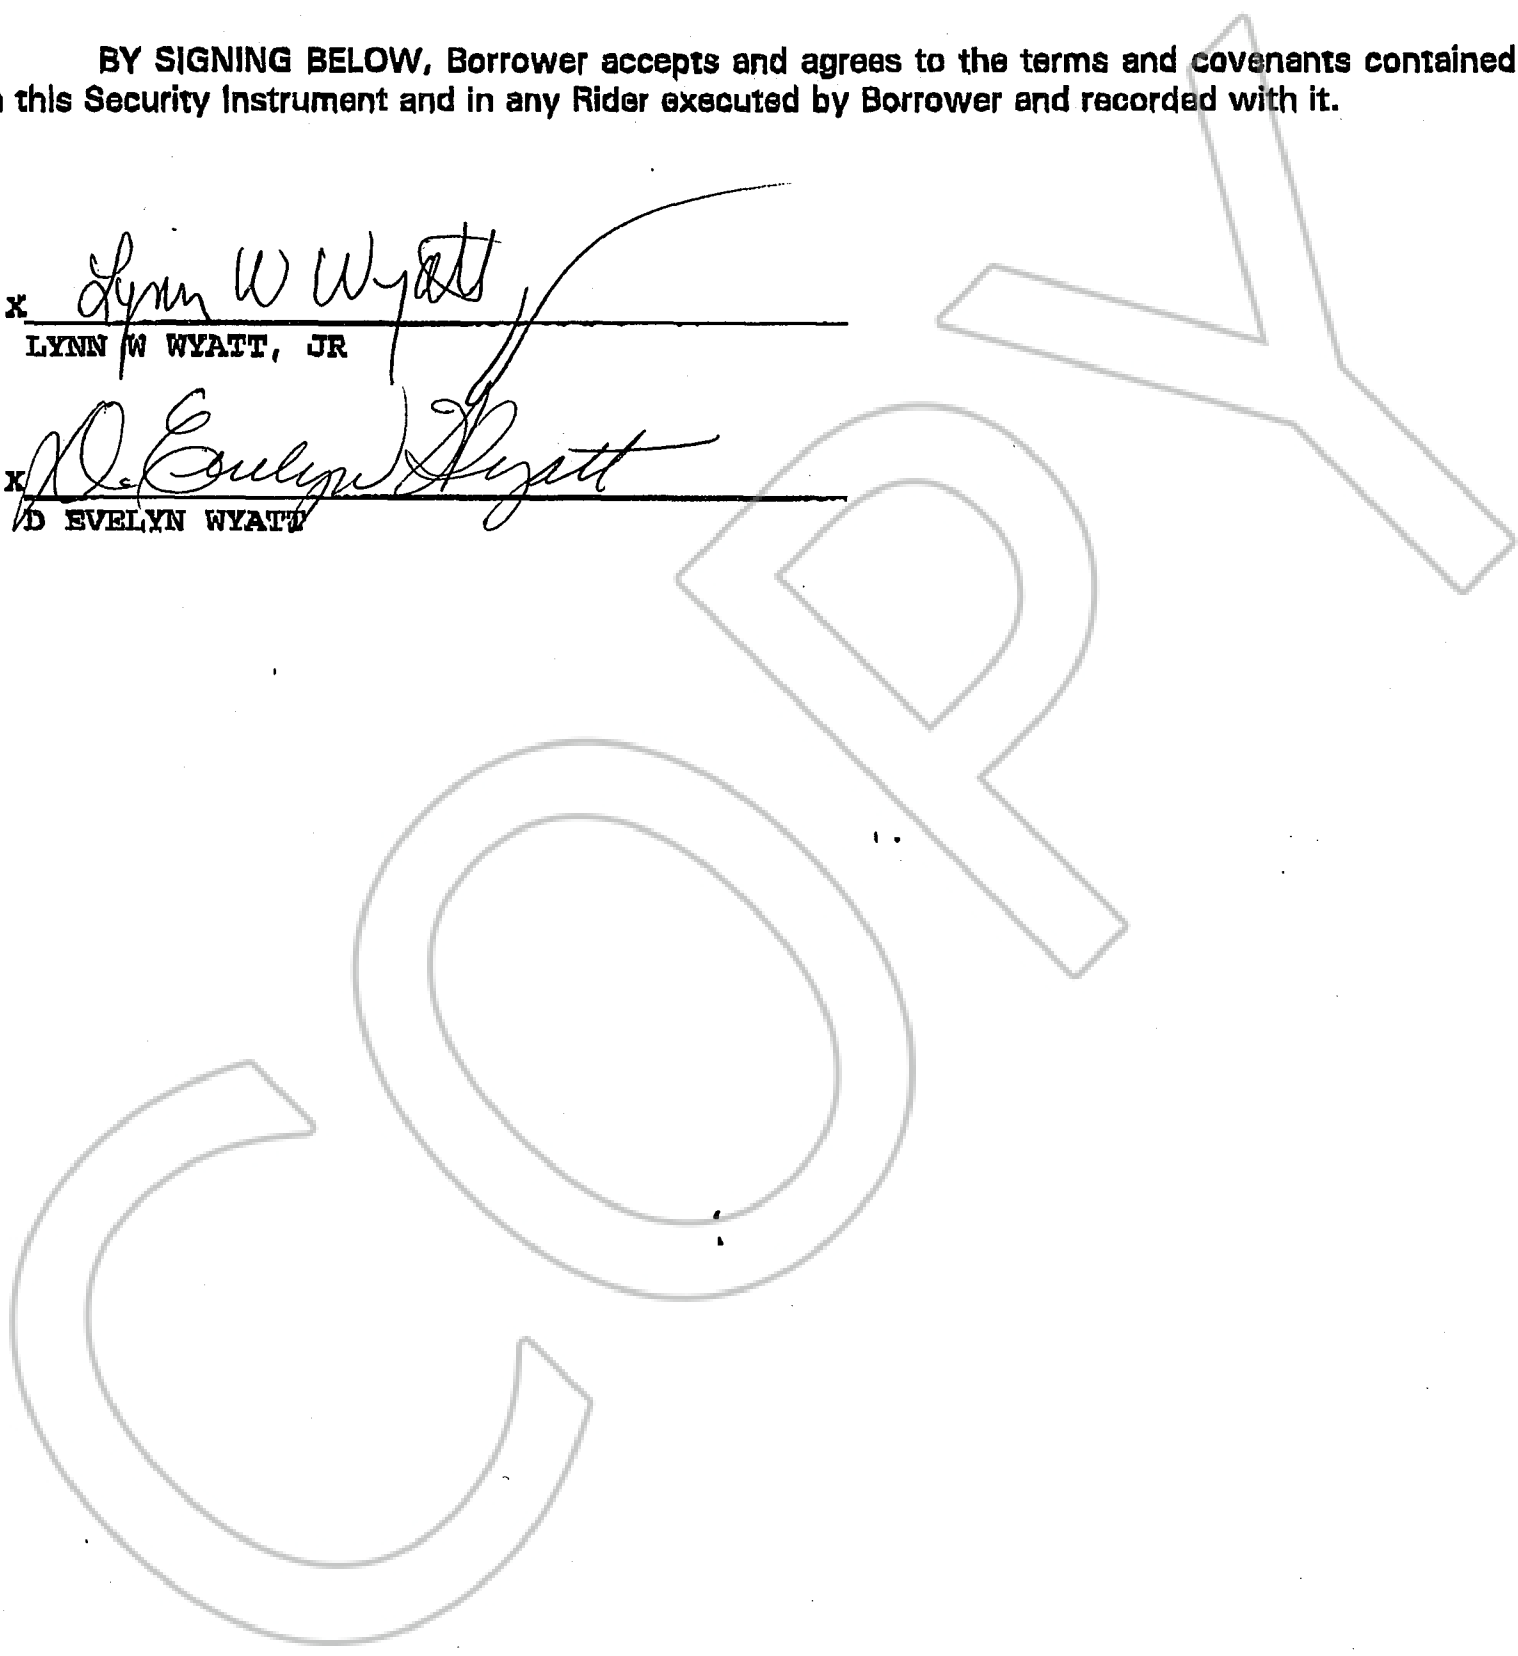 BY SIGNING BELOW, Borrower accepts and agrees to the terms and covenants contained
this Security Instrument and in any Rider executed by Borrower and recorded with it.
x Lynn W Wyatt
LYNN W WYATT, JR
x D. Evelyn Wyatt
D EVELYN WYATT
COPY